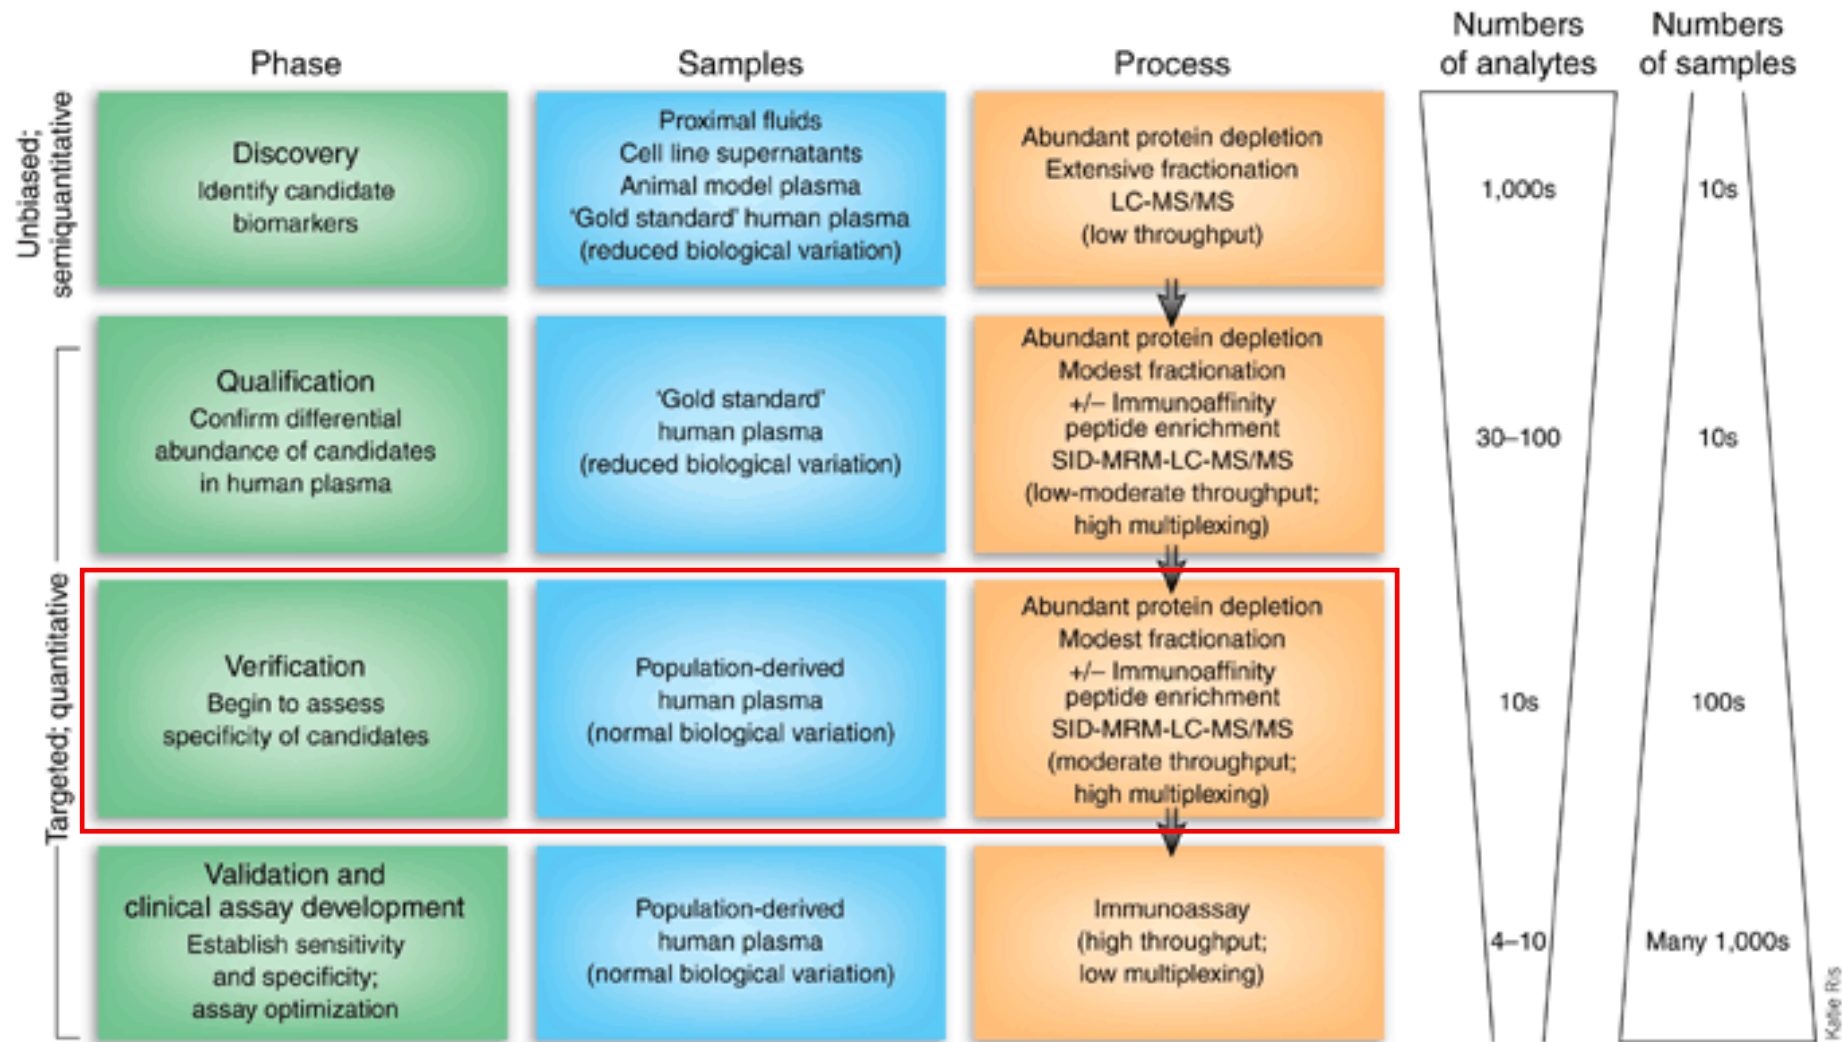 Phase
Samples
Process
Numbers
of analytes
Numbers
of samples
Unbiased;
semiquantitative
Discovery
Identify candidate
biomarkers
Proximal fluids
Cell line supernatants
Animal model plasma
'Gold standard' human plasma
(reduced biological variation)
Abundant protein depletion
Extensive fractionation
LC-MS/MS
(low throughput)
1,000s
10s
Targeted; quantitative
Qualification
Confirm differential
abundance of candidates
in human plasma
'Gold standard'
human plasma
(reduced biological variation)
Abundant protein depletion
Modest fractionation
+/– Immunoaffinity
peptide enrichment
SID-MRM-LC-MS/MS
(low-moderate throughput;
high multiplexing)
30–100
10s
Verification
Begin to assess
specificity of candidates
Population-derived
human plasma
(normal biological variation)
Abundant protein depletion
Modest fractionation
+/– Immunoaffinity
peptide enrichment
SID-MRM-LC-MS/MS
(moderate throughput;
high multiplexing)
10s
100s
Validation and
clinical assay development
Establish sensitivity
and specificity;
assay optimization
Population-derived
human plasma
(normal biological variation)
Immunoassay
(high throughput;
low multiplexing)
4–10
Many 1,000s
Katie Ris